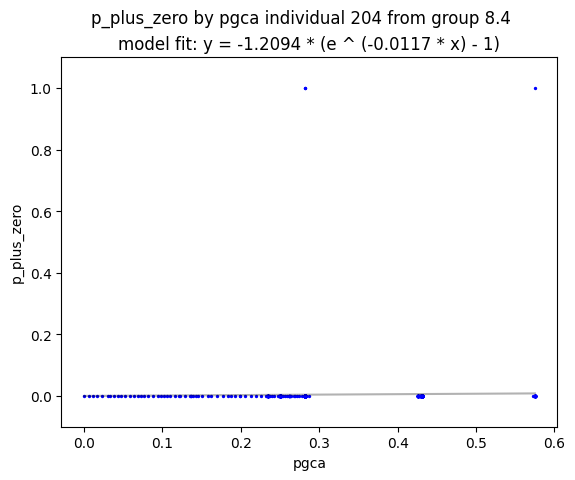 p_plus_zero by pgca individual 204 from group 8.4
model fit: y = -1.2094 * (e ^ (-0.0117 * x) - 1)
1.0
0.8
0.6
0.4
0.2
0.0
p_plus_zero
0.0 0.1 0.2 0.3 0.4 0.5 0.6
pgca